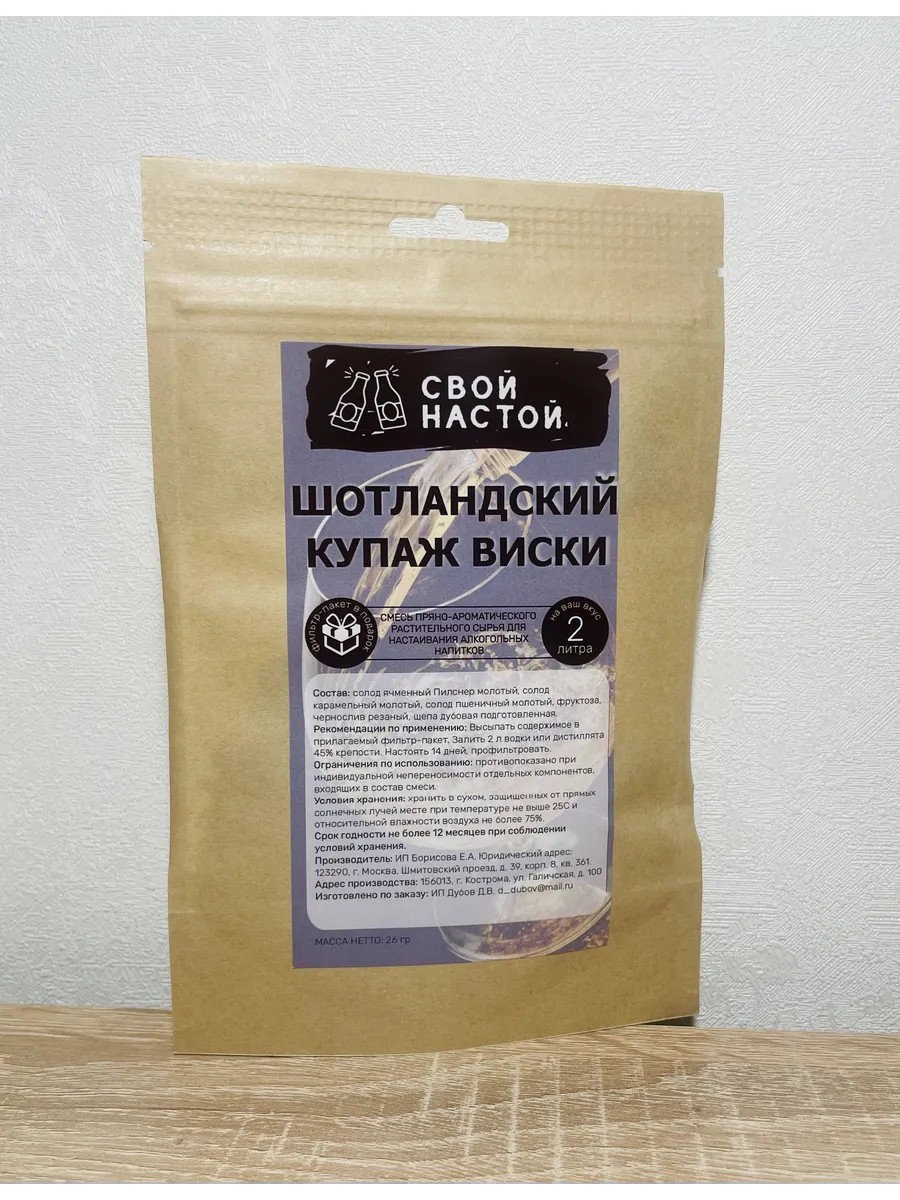 СВОЙ
НАСТОЙ
ШОТЛАНДСКИЙ
КУПАЖ ВИСКИ
фильтр-пакет в подарок
СМЕСЬ ПРЯНО-АРОМАТИЧЕСКОГО
РАСТИТЕЛЬНОГО СЫРЬЯ ДЛЯ
НАСТАИВАНИЯ АЛКОГОЛЬНЫХ
НАПИТКОВ
на ваш вкус
2
литра
Состав: солод ячменный Пилснер молотый, солод
карамельный молотый, солод пшеничный молотый, фруктоза,
чернослив резаный, щепа дубовая подготовленная.
Рекомендации по применению: Высыпать содержимое в
прилагаемый фильтр-пакет, Залить 2 л водки или дистиллята
45% крепости. Настоять 14 дней, профильтровать.
Ограничения по использованию: противопоказано при
индивидуальной непереносимости отдельных компонентов,
входящих в состав смеси.
Условия хранения: хранить в сухом, защищенных от прямых
солнечных лучей месте при температуре не выше 25С и
относительной влажности воздуха не более 75%.
Срок годности не более 12 месяцев при соблюдении
условий хранения.
Производитель: ИП Борисова Е.А. Юридический адрес:
123290, г. Москва, Шмитовский проезд, д. 39, корп. 8, кв. 361.
Адрес производства: 156013, г. Кострома, ул. Галичская, д. 100
Изготовлено по заказу: ИП Дубов Д.В. d_dubov@mail.ru
МАССА НЕТТО: 26 гр